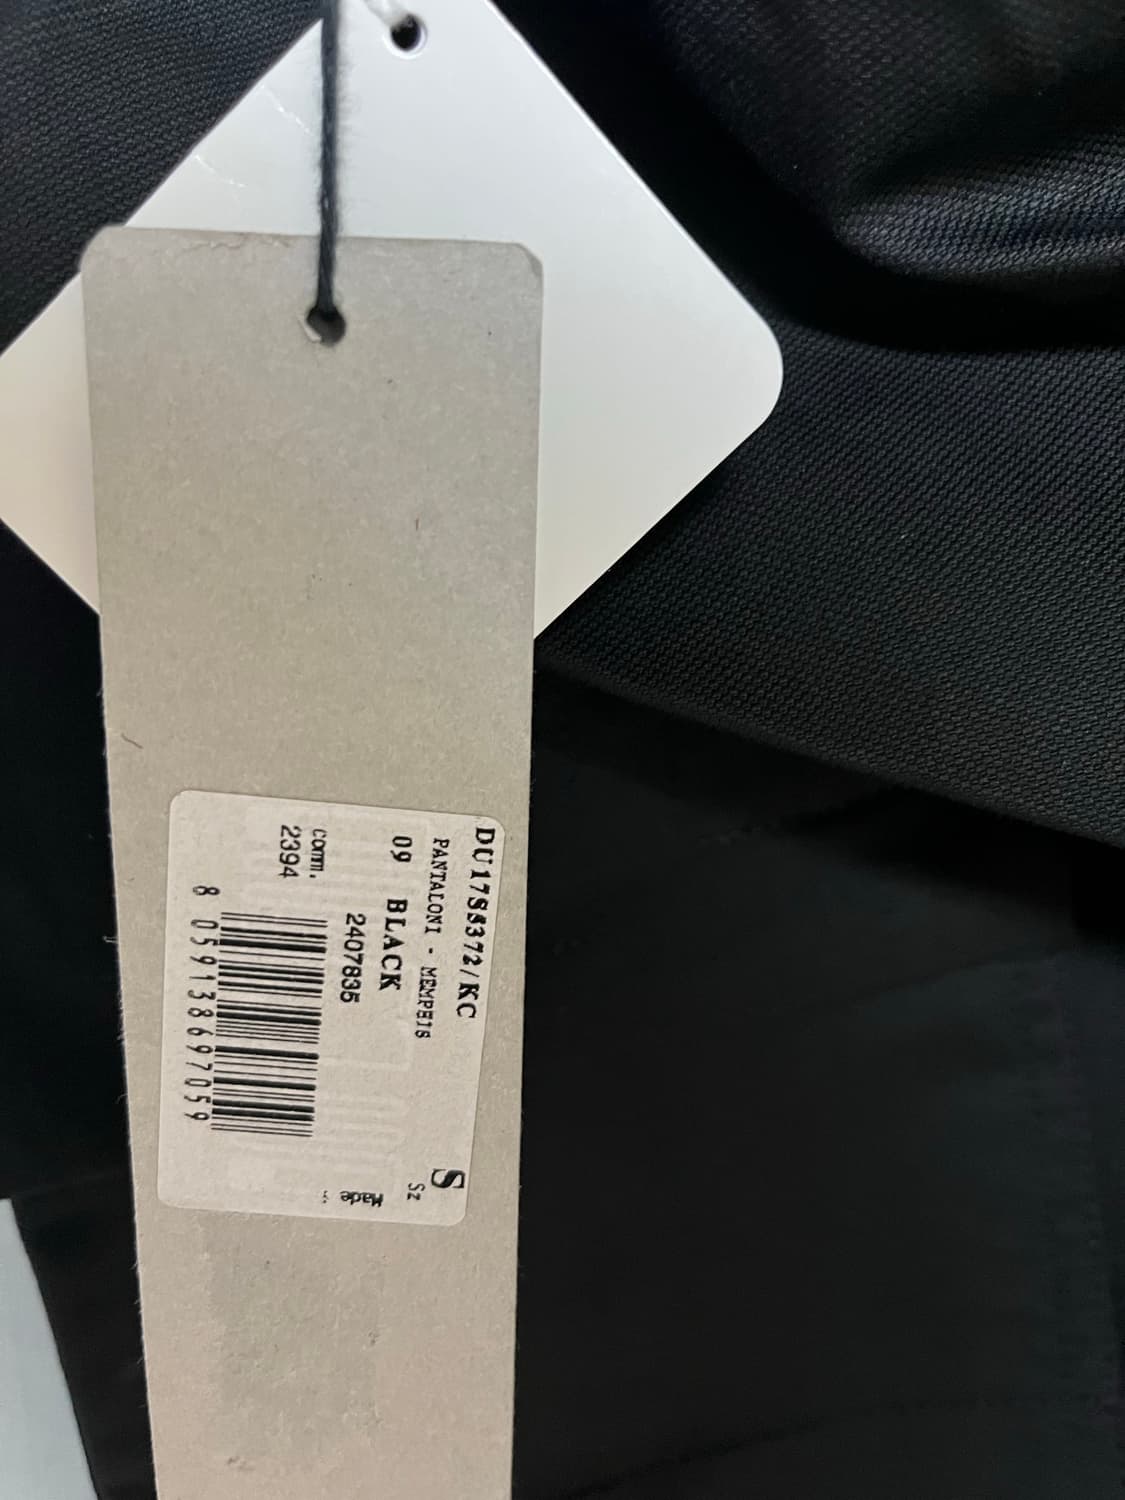 DU17S5372/KC
PANTALONI - MEMPHIS
09 BLACK
S
Sz
2407835
Made
comm.
2394
8 059138697059